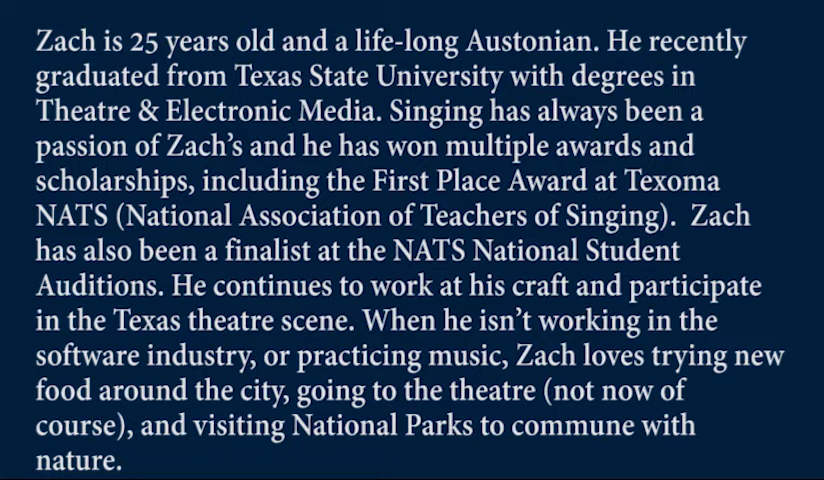 Zach is 25 years old and a life-long Austonian. He recently
graduated from Texas State University with degrees in
Theatre & Electronic Media. Singing has always been a
passion of Zach's and he has won multiple awards and
scholarships, including the First Place Award at Texoma
NATS (National Association of Teachers of Singing).  Zach
has also been a finalist at the NATS National Student
Auditions. He continues to work at his craft and participate
in the Texas theatre scene. When he isn't working in the
software industry, or practicing music, Zach loves trying new
food around the city, going to the theatre (not now of
course), and visiting National Parks to commune with
nature.